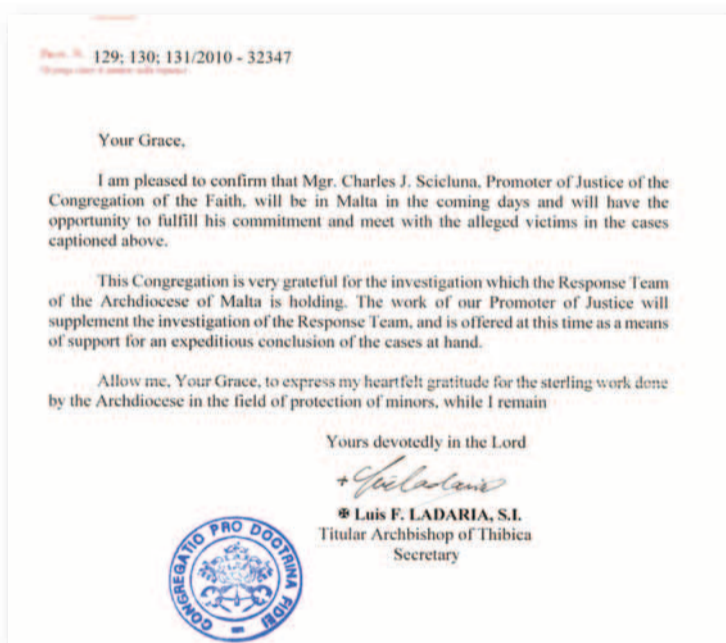 129; 130; 131/2010 - 32347
Your Grace,
I am pleased to confirm that Mgr. Charles J. Scicluna, Promoter of Justice of the
Congregation of the Faith, will be in Malta in the coming days and will have the
opportunity to fulfill his commitment and meet with the alleged victims in the cases
captioned above.
This Congregation is very grateful for the investigation which the Response Team
of the Archdiocese of Malta is holding. The work of our Promoter of Justice will
supplement the investigation of the Response Team, and is offered at this time as a means
of support for an expeditious conclusion of the cases at hand.
Allow me, Your Grace, to express my heartfelt gratitude for the sterling work done
by the Archdiocese in the field of protection of minors, while I remain
Yours devotedly in the Lord
✠ Luis F. LADARIA, S.I.
Titular Archbishop of Thibica
Secretary
CONGREGATIO PRO DOCTRINA FIDEI